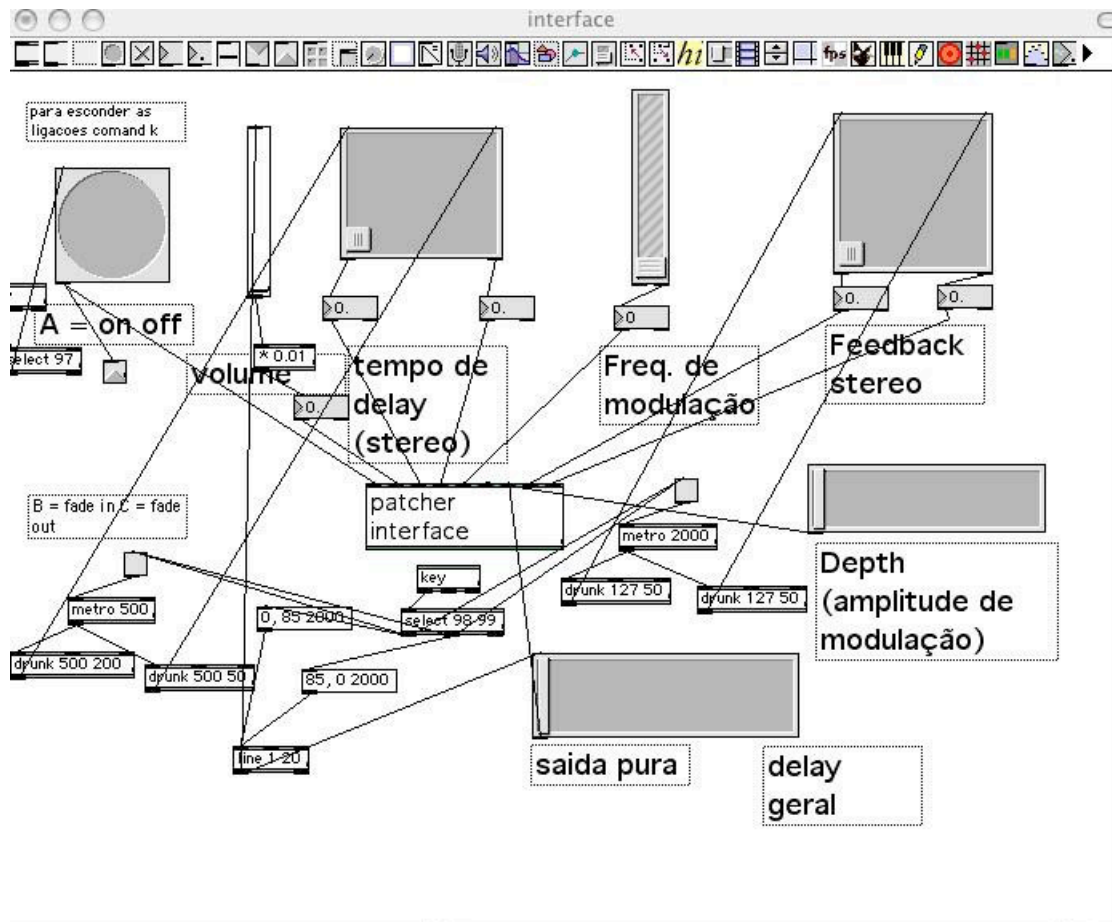 interface
hi
fps
para esconder as
ligacoes comand k
0.
0.
0
0.
0.
A = on off
select 97
* 0.01
0.
volume
tempo de
delay
(stereo)
Freq. de
modulação
Feedback
stereo
patcher
interface
B = fade in C = fade
out
metro 2000
key
drunk 127 50
drunk 127 50
Depth
(amplitude de
modulação)
metro 500
0, 85 2000
select 98 99
drunk 500 200
drunk 500 50
85, 0 2000
line 1 20
saida pura
delay
geral